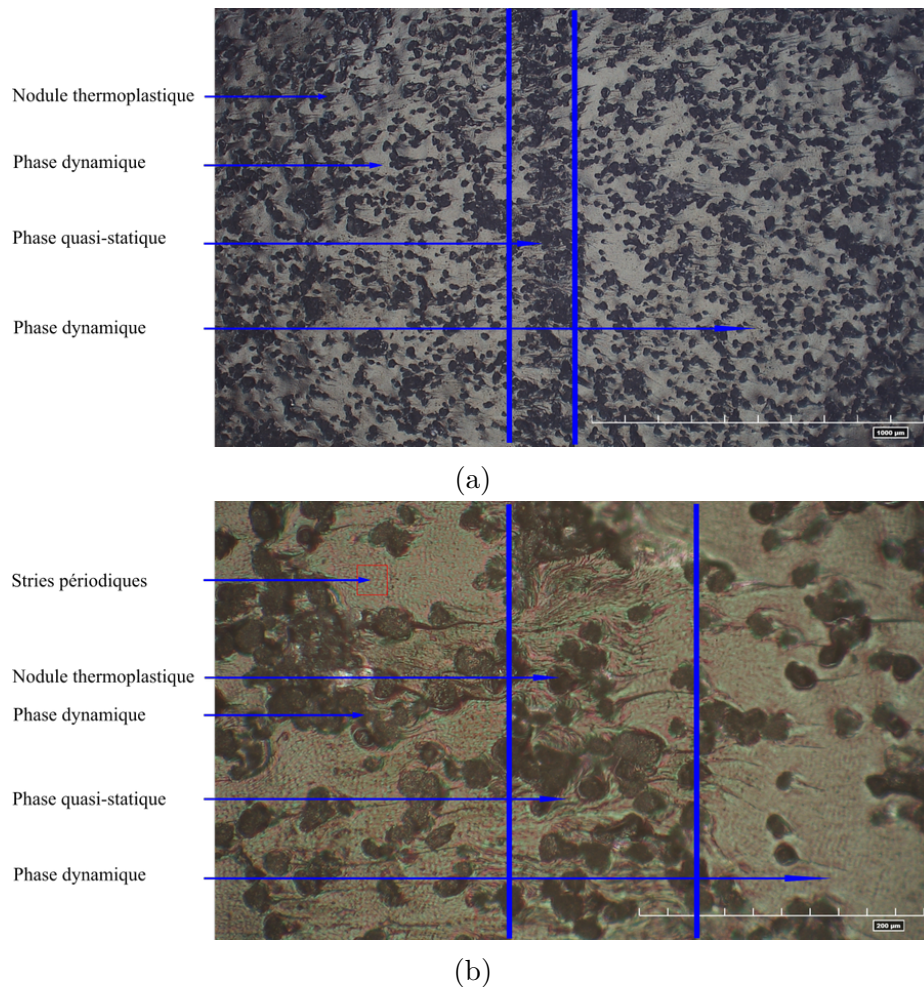 Nodule thermoplastique
Phase dynamique
Phase quasi-statique
Phase dynamique
1000 µm
(a)
Stries périodiques
Nodule thermoplastique
Phase dynamique
Phase quasi-statique
Phase dynamique
200 µm
(b)